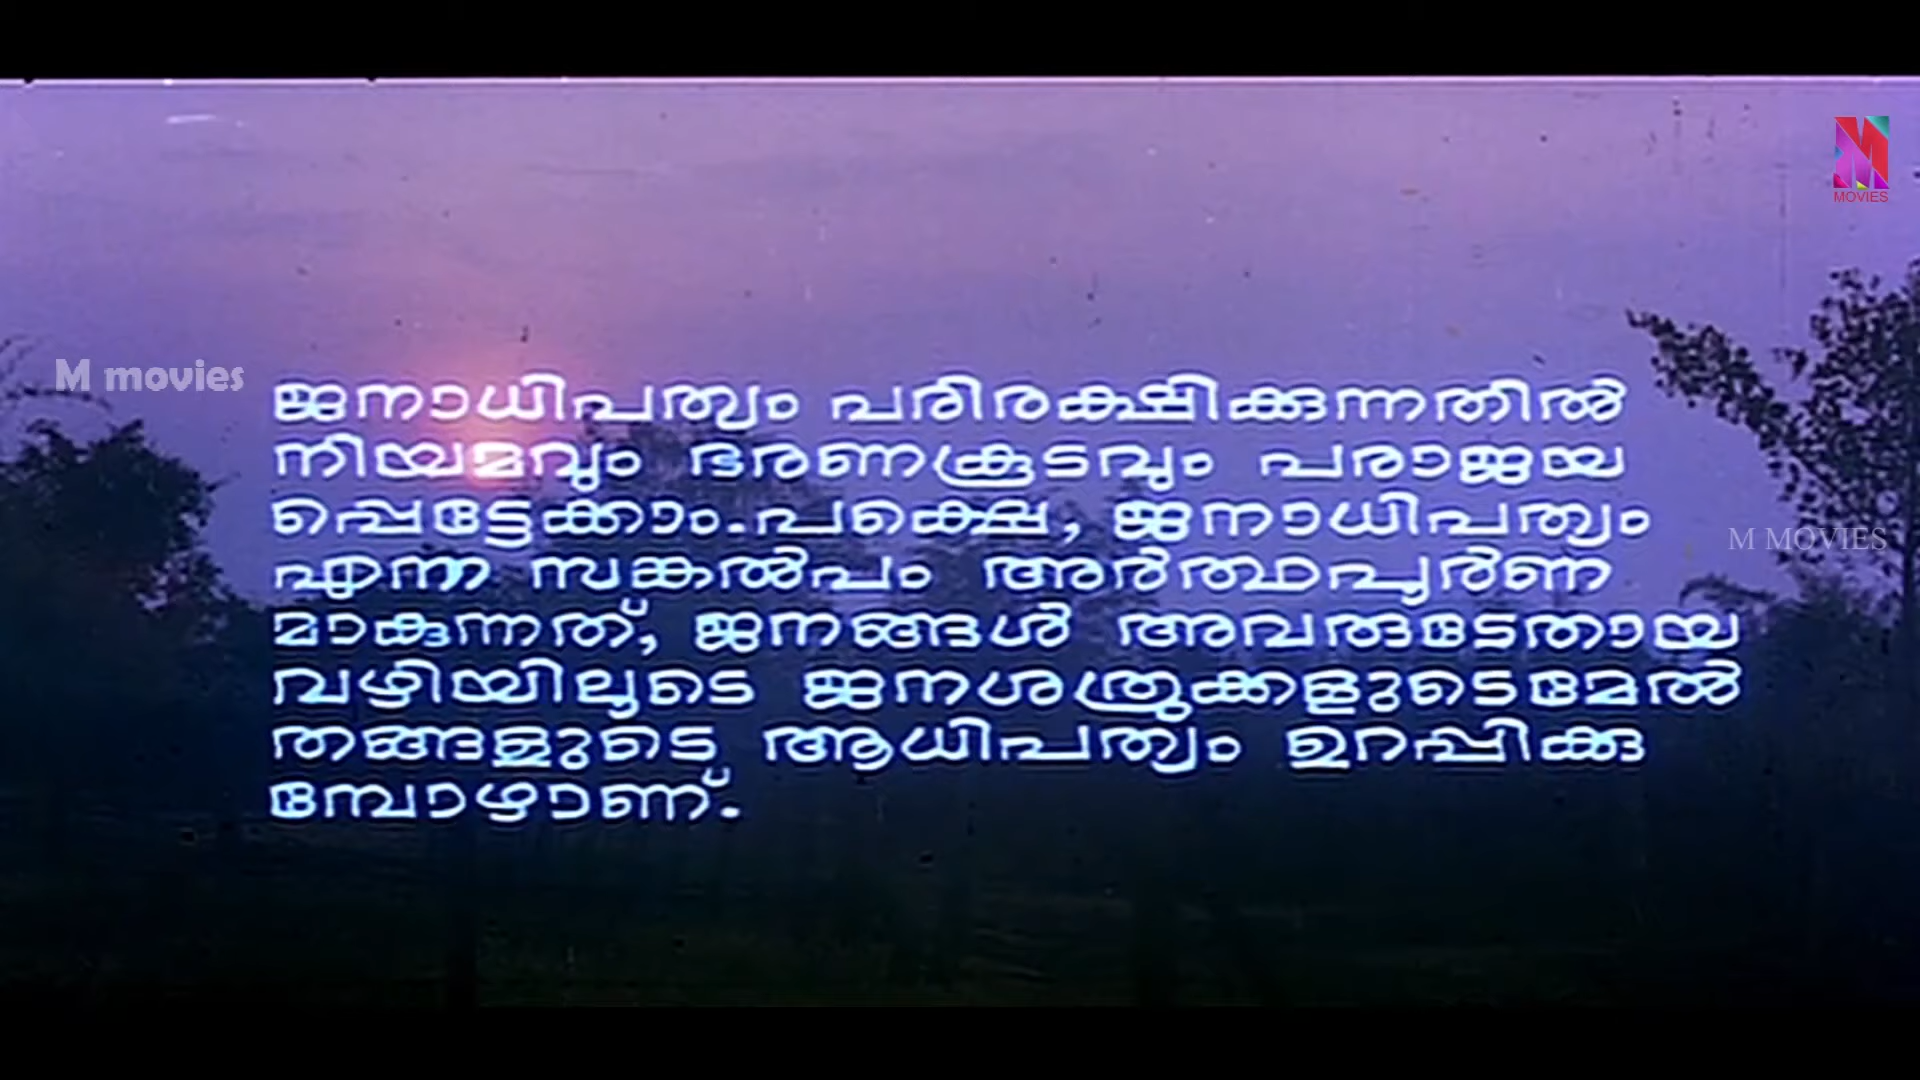 MOVIES
M movies
ജനാധിപത്യം പരിരക്ഷിക്കുന്നതിൽ
നിയമവും ഭരണകൂടവും പരാജയ
പ്പെട്ടേക്കാം. പക്ഷെ, ജനാധിപത്യം
M MOVIES
എന്ന സങ്കൽപം അർത്ഥപൂർണ
മാകുന്നത്, ജനങ്ങൾ അവരുടേതായ
വഴിയിലൂടെ ജനശത്രുക്കളുടെമേൽ
തങ്ങളുടെ ആധിപത്യം ഉറപ്പിക്കു
മ്പോഴാണ്.